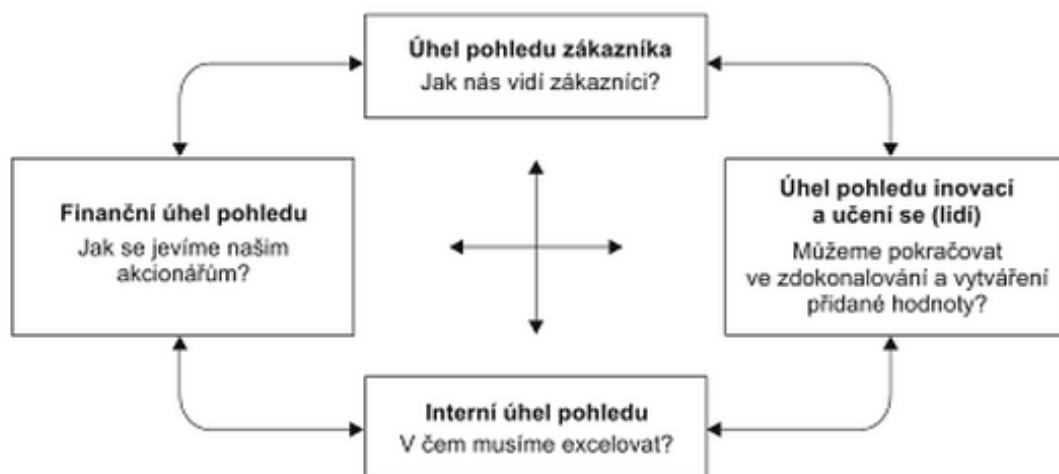 Úhel pohledu zákazníka
Jak nás vidí zákazníci?
Finanční úhel pohledu
Jak se jevíme našim
akcionářům?
Úhel pohledu inovací
a učení se (lidí)
Můžeme pokračovat
ve zdokonalování a vytváření
přidané hodnoty?
Interní úhel pohledu
V čem musíme excelovat?